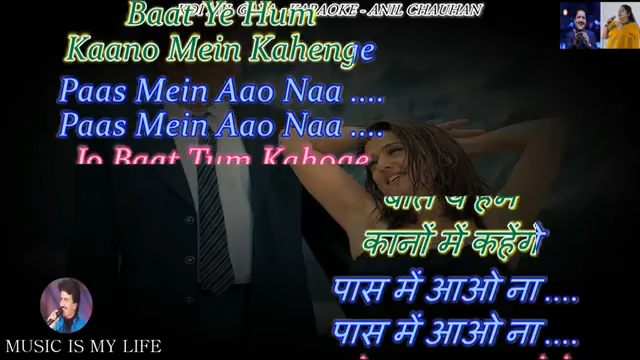 KARAOKE - ANIL CHAUHAN
Baat Ye Hum
Kaano Mein Kahenge
Paas Mein Aao Naa ....
Paas Mein Aao Naa ....
Jo Baat Tum Kahoge
बात ये हम
कानों में कहेंगे
पास में आओ ना ....
पास में आओ ना ....
MUSIC IS MY LIFE